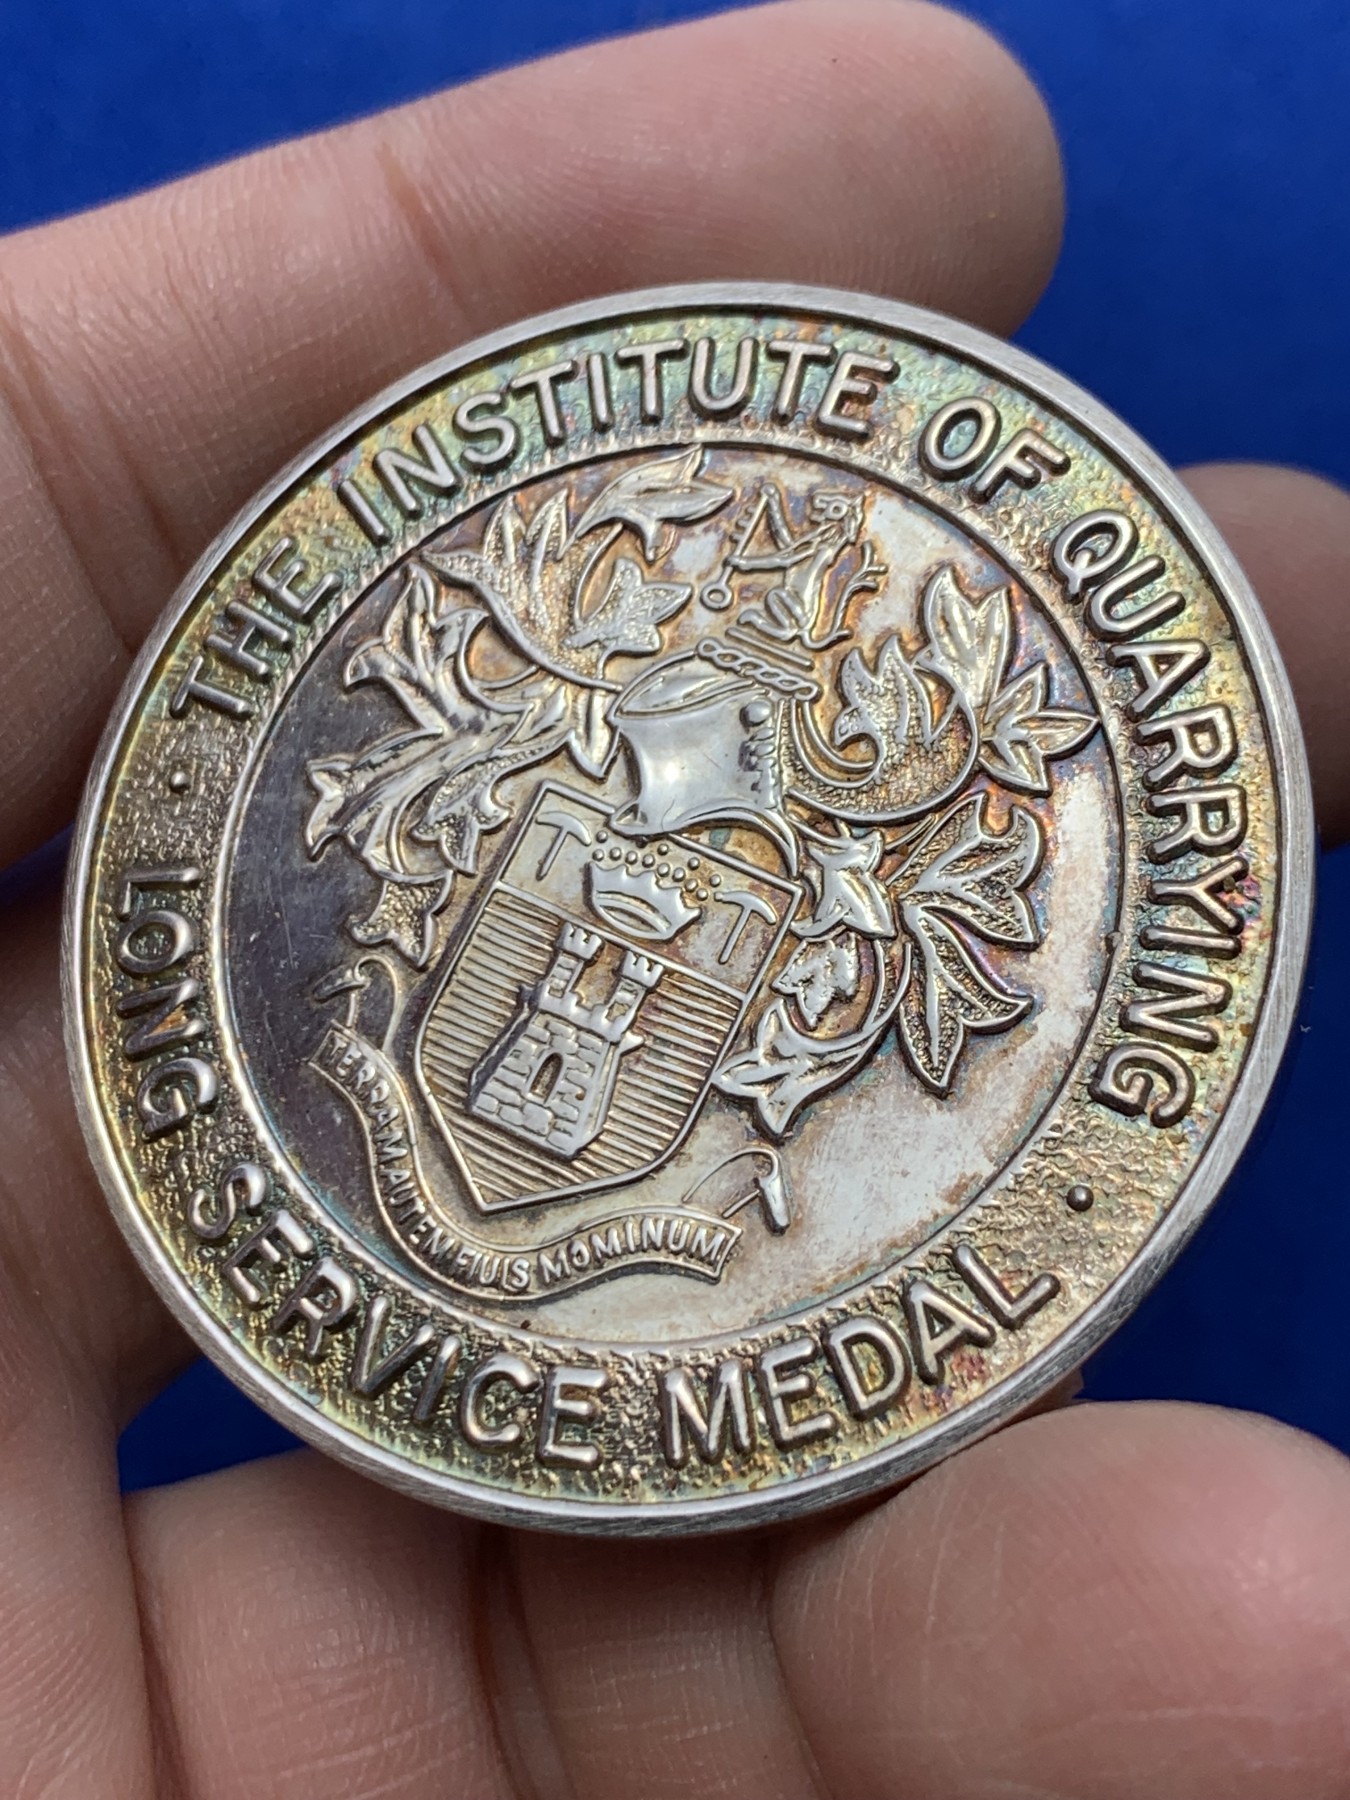 THE INSTITUTE OF QUARRYING
LONG SERVICE MEDAL
TERRAM AUTEM FILIIS HOMINUM